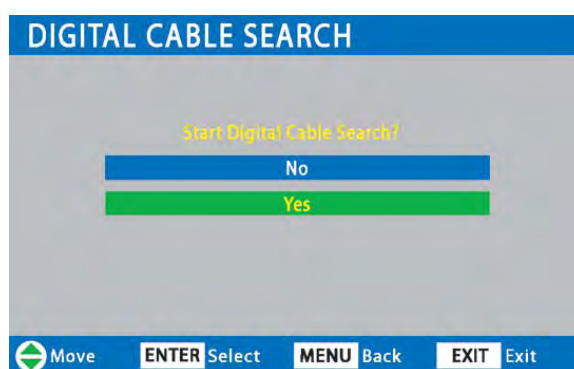 DIGITAL CABLE SEARCH
Start Digital Cable Search?
No
Yes
Move ENTER Select MENU Back EXIT Exit